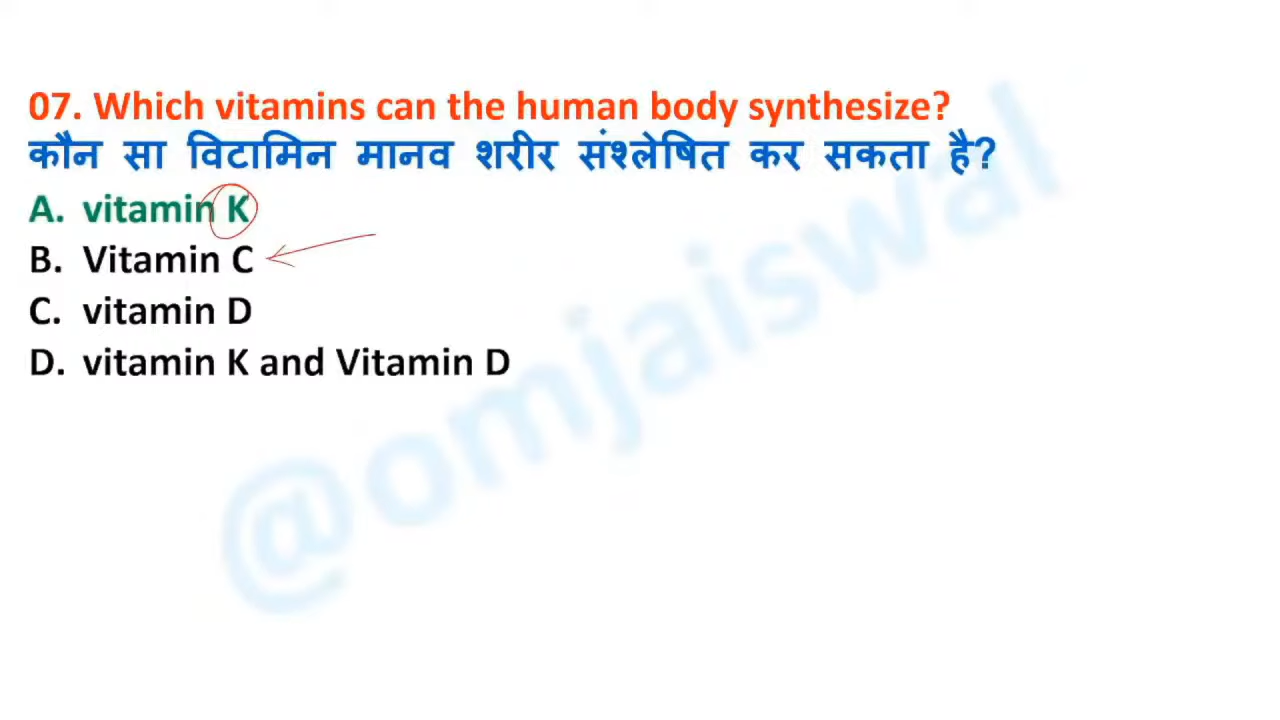 07. Which vitamins can the human body synthesize?
कौन सा विटामिन मानव शरीर संश्लेषित कर सकता है?
A. vitamin K
B. Vitamin C
C. vitamin D
D. vitamin K and Vitamin D
@omjaiswal